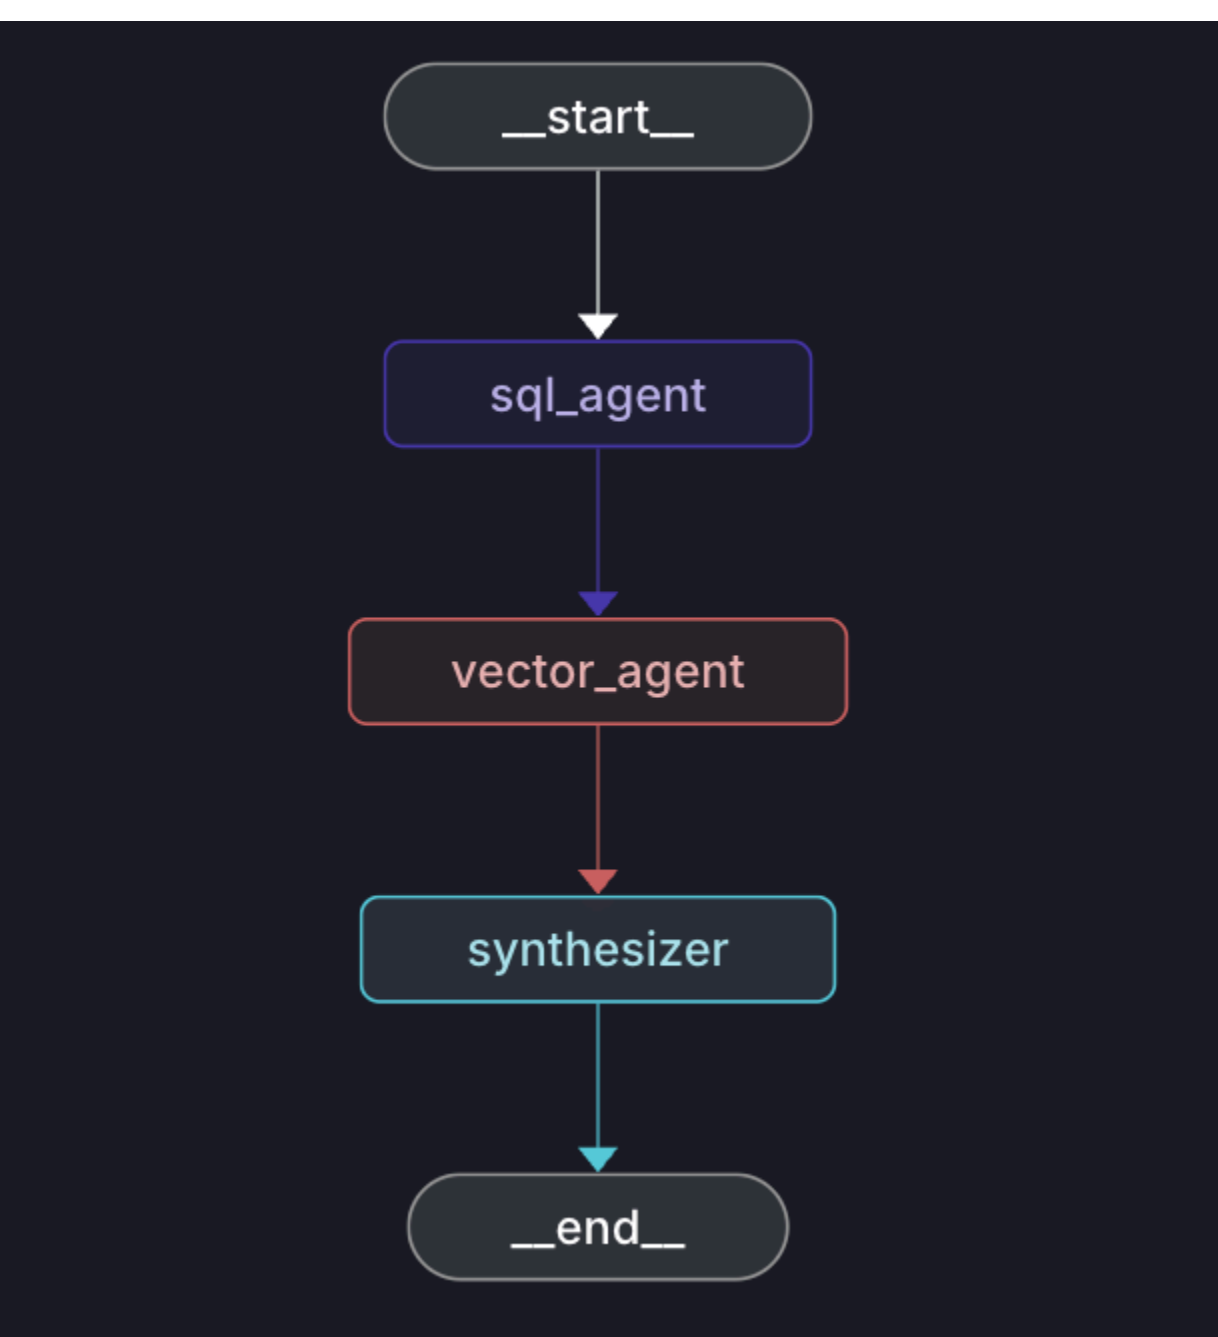 __start__
sql_agent
vector_agent
synthesizer
__end__